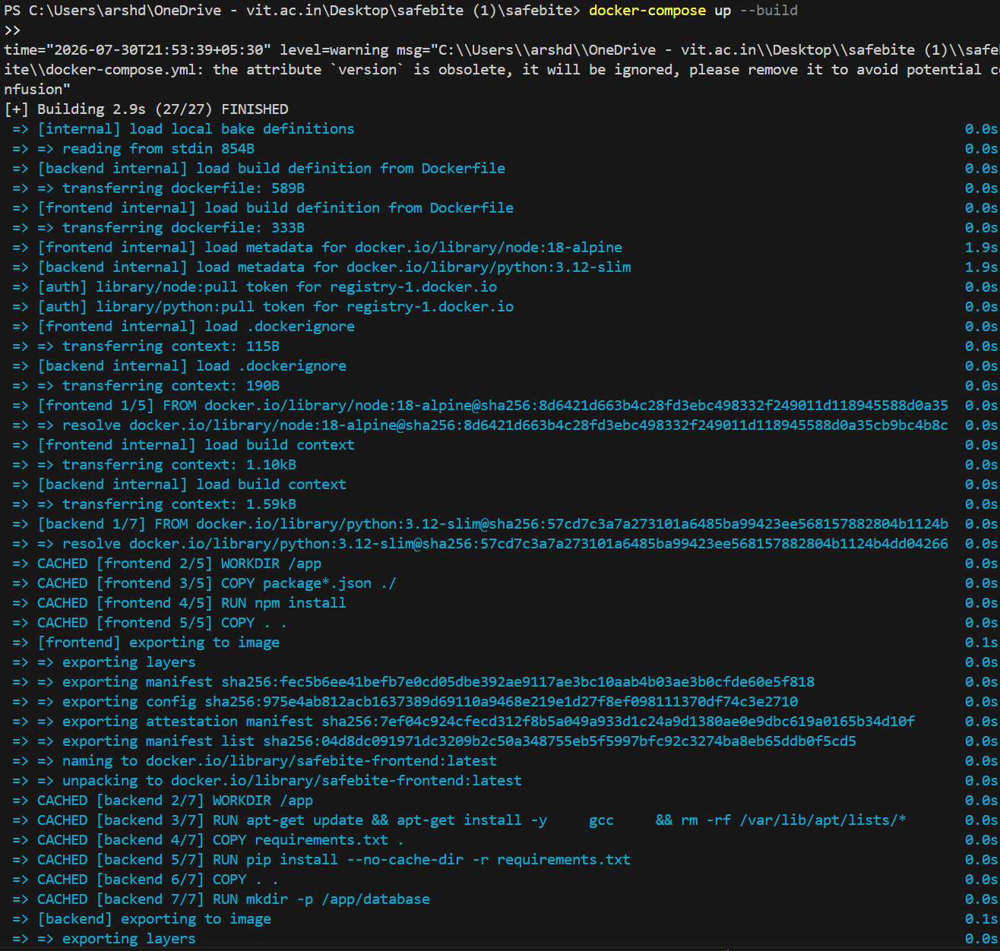 PS C:\Users\arshd\OneDrive - vit.ac.in\Desktop\safebite (1)\safebite> docker-compose up --build
>>
time="2026-07-30T21:53:39+05:30" level=warning msg="C:\\Users\\arshd\\OneDrive - vit.ac.in\\Desktop\\safebite (1)\\safeb
ite\\docker-compose.yml: the attribute `version` is obsolete, it will be ignored, please remove it to avoid potential co
nfusion"
[+] Building 2.9s (27/27) FINISHED
=> [internal] load local bake definitions 0.0s
=> => reading from stdin 854B 0.0s
=> [backend internal] load build definition from Dockerfile 0.0s
=> => transferring dockerfile: 589B 0.0s
=> [frontend internal] load build definition from Dockerfile 0.0s
=> => transferring dockerfile: 333B 0.0s
=> [frontend internal] load metadata for docker.io/library/node:18-alpine 1.9s
=> [backend internal] load metadata for docker.io/library/python:3.12-slim 1.9s
=> [auth] library/node:pull token for registry-1.docker.io 0.0s
=> [auth] library/python:pull token for registry-1.docker.io 0.0s
=> [frontend internal] load .dockerignore 0.0s
=> => transferring context: 115B 0.0s
=> [backend internal] load .dockerignore 0.0s
=> => transferring context: 190B 0.0s
=> [frontend 1/5] FROM docker.io/library/node:18-alpine@sha256:8d6421d663b4c28fd3ebc498332f249011d118945588d0a35 0.0s
=> => resolve docker.io/library/node:18-alpine@sha256:8d6421d663b4c28fd3ebc498332f249011d118945588d0a35cb9bc4b8c 0.0s
=> [frontend internal] load build context 0.0s
=> => transferring context: 1.10kB 0.0s
=> [backend internal] load build context 0.0s
=> => transferring context: 1.59kB 0.0s
=> [backend 1/7] FROM docker.io/library/python:3.12-slim@sha256:57cd7c3a7a273101a6485ba99423ee568157882804b1124b 0.0s
=> => resolve docker.io/library/python:3.12-slim@sha256:57cd7c3a7a273101a6485ba99423ee568157882804b1124b4dd04266 0.0s
=> CACHED [frontend 2/5] WORKDIR /app 0.0s
=> CACHED [frontend 3/5] COPY package*.json ./ 0.0s
=> CACHED [frontend 4/5] RUN npm install 0.0s
=> CACHED [frontend 5/5] COPY . . 0.0s
=> [frontend] exporting to image 0.1s
=> => exporting layers 0.0s
=> => exporting manifest sha256:fec5b6ee41befb7e0cd05dbe392ae9117ae3bc10aab4b03ae3b0cfde60e5f818 0.0s
=> => exporting config sha256:975e4ab812acb1637389d69110a9468e219e1d27f8ef098111370df74c3e2710 0.0s
=> => exporting attestation manifest sha256:7ef04c924cfecd312f8b5a049a933d1c24a9d1380ae0e9dbc619a0165b34d10f 0.0s
=> => exporting manifest list sha256:04d8dc091971dc3209b2c50a348755eb5f5997bfc92c3274ba8eb65ddb0f5cd5 0.0s
=> => naming to docker.io/library/safebite-frontend:latest 0.0s
=> => unpacking to docker.io/library/safebite-frontend:latest 0.0s
=> CACHED [backend 2/7] WORKDIR /app 0.0s
=> CACHED [backend 3/7] RUN apt-get update && apt-get install -y     gcc     && rm -rf /var/lib/apt/lists/* 0.0s
=> CACHED [backend 4/7] COPY requirements.txt . 0.0s
=> CACHED [backend 5/7] RUN pip install --no-cache-dir -r requirements.txt 0.0s
=> CACHED [backend 6/7] COPY . . 0.0s
=> CACHED [backend 7/7] RUN mkdir -p /app/database 0.0s
=> [backend] exporting to image 0.1s
=> => exporting layers 0.0s